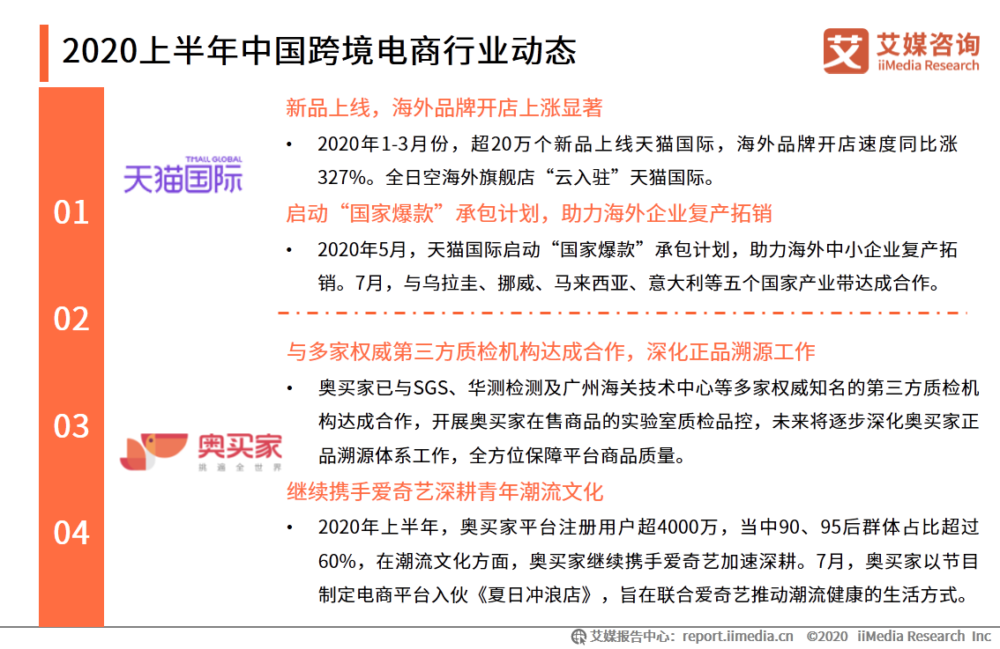 2020上半年中国跨境电商行业动态
艾 艾媒咨询
iiMedia Research
01
02
03
04
TMALL GLOBAL
天猫国际
新品上线，海外品牌开店上涨显著
• 2020年1-3月份，超20万个新品上线天猫国际，海外品牌开店速度同比涨
327%。全日空海外旗舰店“云入驻”天猫国际。
启动“国家爆款”承包计划，助力海外企业复产拓销
• 2020年5月，天猫国际启动“国家爆款”承包计划，助力海外中小企业复产拓
销。7月，与乌拉圭、挪威、马来西亚、意大利等五个国家产业带达成合作。
奥买家
挑遍全世界
与多家权威第三方质检机构达成合作，深化正品溯源工作
• 奥买家已与SGS、华测检测及广州海关技术中心等多家权威知名的第三方质检机
构达成合作，开展奥买家在售商品的实验室质检品控，未来将逐步深化奥买家正
品溯源体系工作，全方位保障平台商品质量。
继续携手爱奇艺深耕青年潮流文化
• 2020年上半年，奥买家平台注册用户超4000万，当中90、95后群体占比超过
60%，在潮流文化方面，奥买家继续携手爱奇艺加速深耕。7月，奥买家以节目
制定电商平台入伙《夏日冲浪店》，旨在联合爱奇艺推动潮流健康的生活方式。
艾媒报告中心：report.iimedia.cn ©2020 iiMedia Research Inc